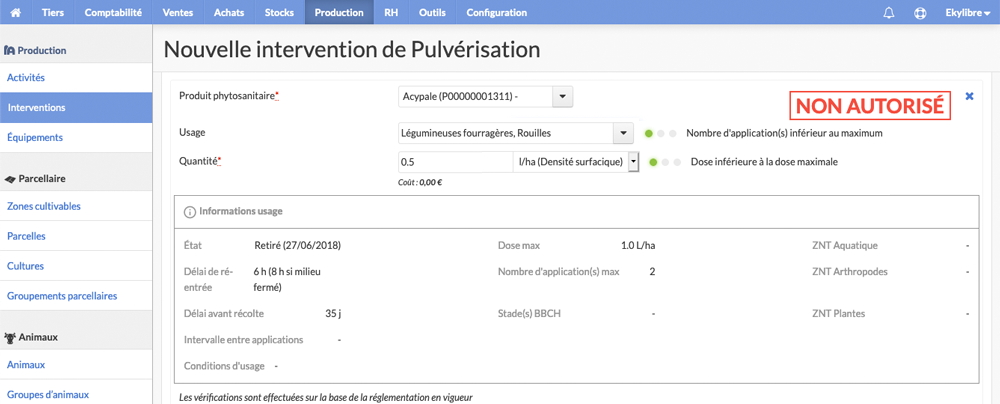 Tiers Comptabilité Ventes Achats Stocks Production RH Outils Configuration Ekylibre
Production
Activités
Interventions
Équipements
Parcellaire
Zones cultivables
Parcelles
Cultures
Groupements parcellaires
Animaux
Animaux
Groupes d'animaux
Nouvelle intervention de Pulvérisation
Produit phytosanitaire* Acypale (P00000001311) -
NON AUTORISÉ
Usage Légumineuses fourragères, Rouilles Nombre d'application(s) inférieur au maximum
Quantité* 0.5 l/ha (Densité surfacique) Dose inférieure à la dose maximale
Coût : 0,00 €
Informations usage
État Retiré (27/06/2018) Dose max 1.0 L/ha ZNT Aquatique -
Délai de ré-
entrée 6 h (8 h si milieu
fermé) Nombre d'application(s) max 2 ZNT Arthropodes -
Délai avant récolte 35 j Stade(s) BBCH - ZNT Plantes -
Intervalle entre applications -
Conditions d'usage -
Les vérifications sont effectuées sur la base de la réglementation en vigueur